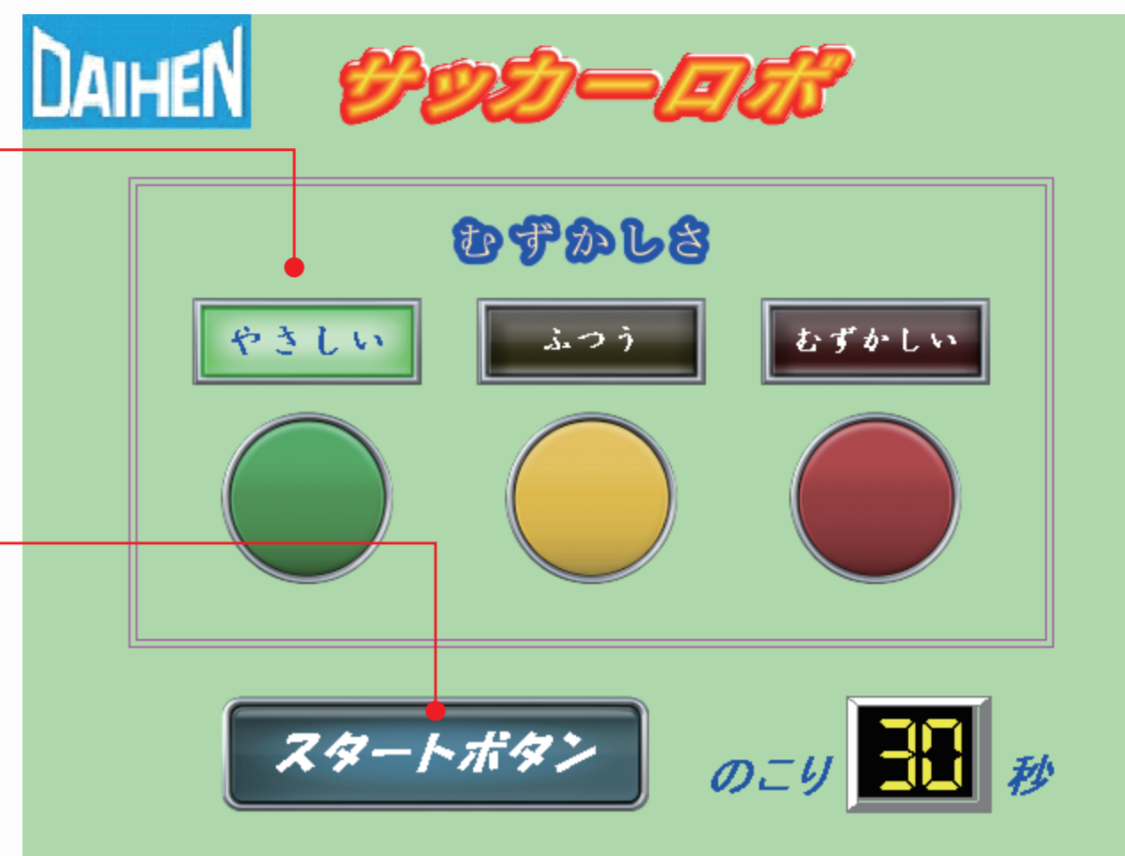 DAIHEN
サッカーロボ
むずかしさ
やさしい
ふつう
むずかしい
スタートボタン
のこり 30 秒